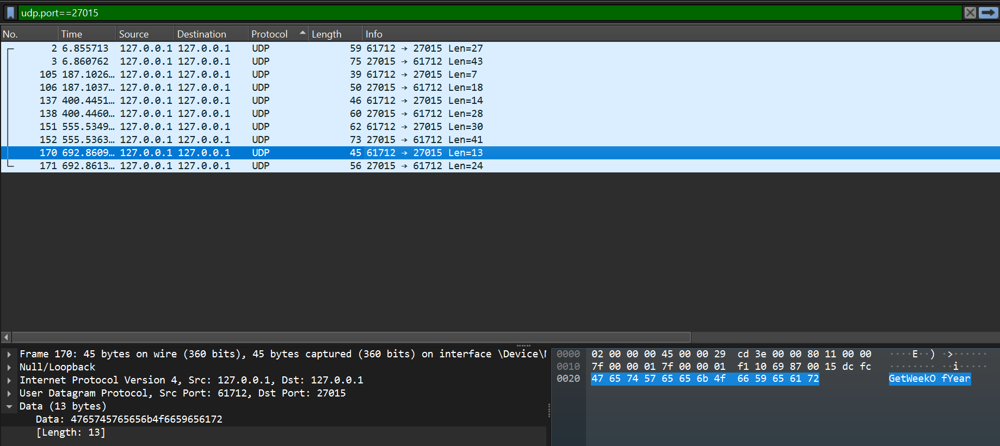 udp.port==27015
No. Time Source Destination Protocol Length Info
2 6.855713 127.0.0.1 127.0.0.1 UDP 59 61712 → 27015 Len=27
3 6.860762 127.0.0.1 127.0.0.1 UDP 75 27015 → 61712 Len=43
105 187.1026… 127.0.0.1 127.0.0.1 UDP 39 61712 → 27015 Len=7
106 187.1037… 127.0.0.1 127.0.0.1 UDP 50 27015 → 61712 Len=18
137 400.4451… 127.0.0.1 127.0.0.1 UDP 46 61712 → 27015 Len=14
138 400.4460… 127.0.0.1 127.0.0.1 UDP 60 27015 → 61712 Len=28
151 555.5349… 127.0.0.1 127.0.0.1 UDP 62 61712 → 27015 Len=30
152 555.5363… 127.0.0.1 127.0.0.1 UDP 73 27015 → 61712 Len=41
170 692.8609… 127.0.0.1 127.0.0.1 UDP 45 61712 → 27015 Len=13
171 692.8613… 127.0.0.1 127.0.0.1 UDP 56 27015 → 61712 Len=24
Frame 170: 45 bytes on wire (360 bits), 45 bytes captured (360 bits) on interface \Device\
Null/Loopback
Internet Protocol Version 4, Src: 127.0.0.1, Dst: 127.0.0.1
User Datagram Protocol, Src Port: 61712, Dst Port: 27015
Data (13 bytes)
Data: 4765745765656b4f6659656172
[Length: 13]
0000 02 00 00 00 45 00 00 29 cd 3e 00 00 80 11 00 00 ····E··) ·>······
0010 7f 00 00 01 7f 00 00 01 f1 10 69 87 00 15 dc fc ········ ··i·····
0020 47 65 74 57 65 65 6b 4f 66 59 65 61 72 GetWeekO fYear